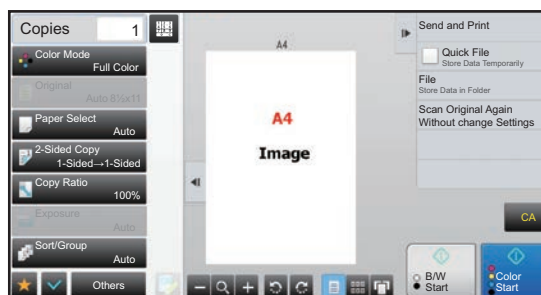 Copies 1
Color Mode
Full Color
Original
Auto 8½x11
Paper Select
Auto
2-Sided Copy
1-Sided→1-Sided
Copy Ratio
100%
Exposure
Auto
Sort/Group
Auto
Others
A4
A4
Image
Send and Print
Quick File
Store Data Temporarily
File
Store Data in Folder
Scan Original Again
Without change Settings
CA
B/W
Start
Color
Start